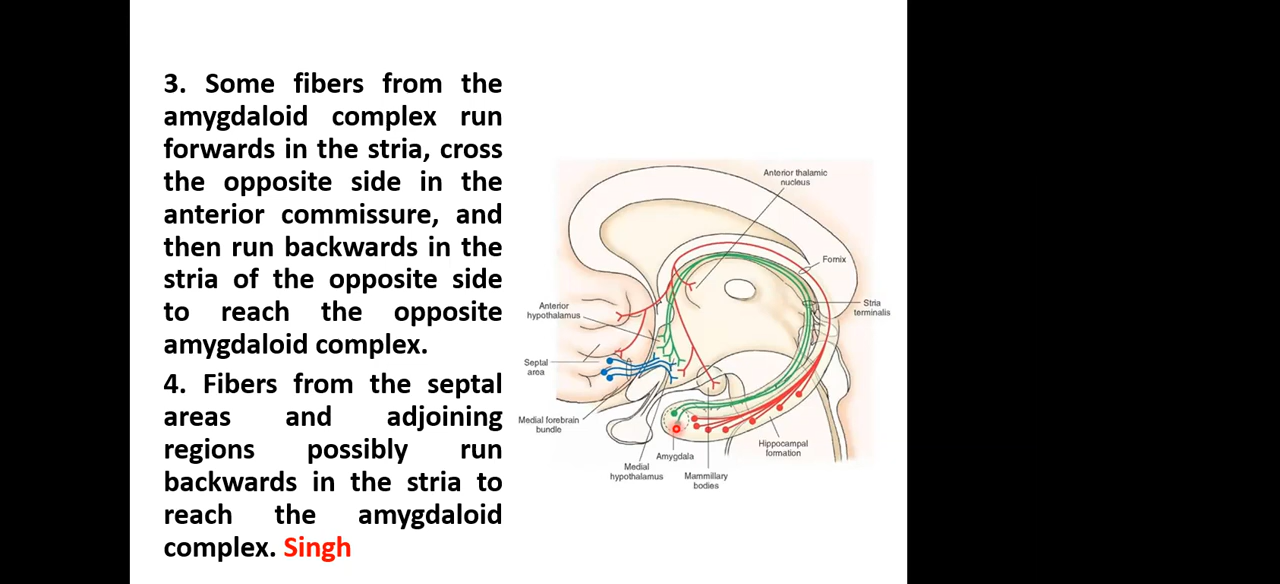 3. Some fibers from the
amygdaloid complex run
forwards in the stria, cross
the opposite side in the
anterior commissure, and
then run backwards in the
stria of the opposite side
to reach the opposite
amygdaloid complex.
4. Fibers from the septal
areas and adjoining
regions possibly run
backwards in the stria to
reach the amygdaloid
complex. Singh
Anterior thalamic
nucleus
Fornix
Stria
terminalis
Anterior
hypothalamus
Septal
area
Medial forebrain
bundle
Medial
hypothalamus
Amygdala
Mammillary
bodies
Hippocampal
formation